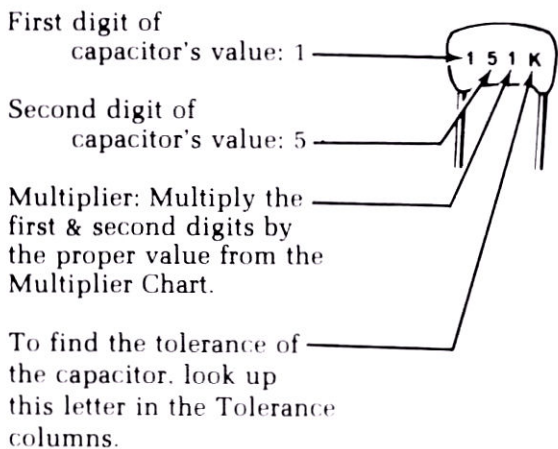 First digit of
capacitor's value: 1
1 5 1 K
Second digit of
capacitor's value: 5
Multiplier: Multiply the
first & second digits by
the proper value from the
Multiplier Chart.
To find the tolerance of
the capacitor. look up
this letter in the Tolerance
columns.